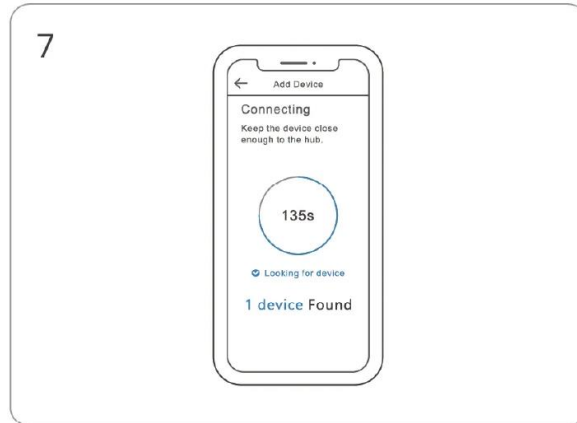 7
Add Device
Connecting
Keep the device close
enough to the hub.
135s
Looking for device
1 device Found